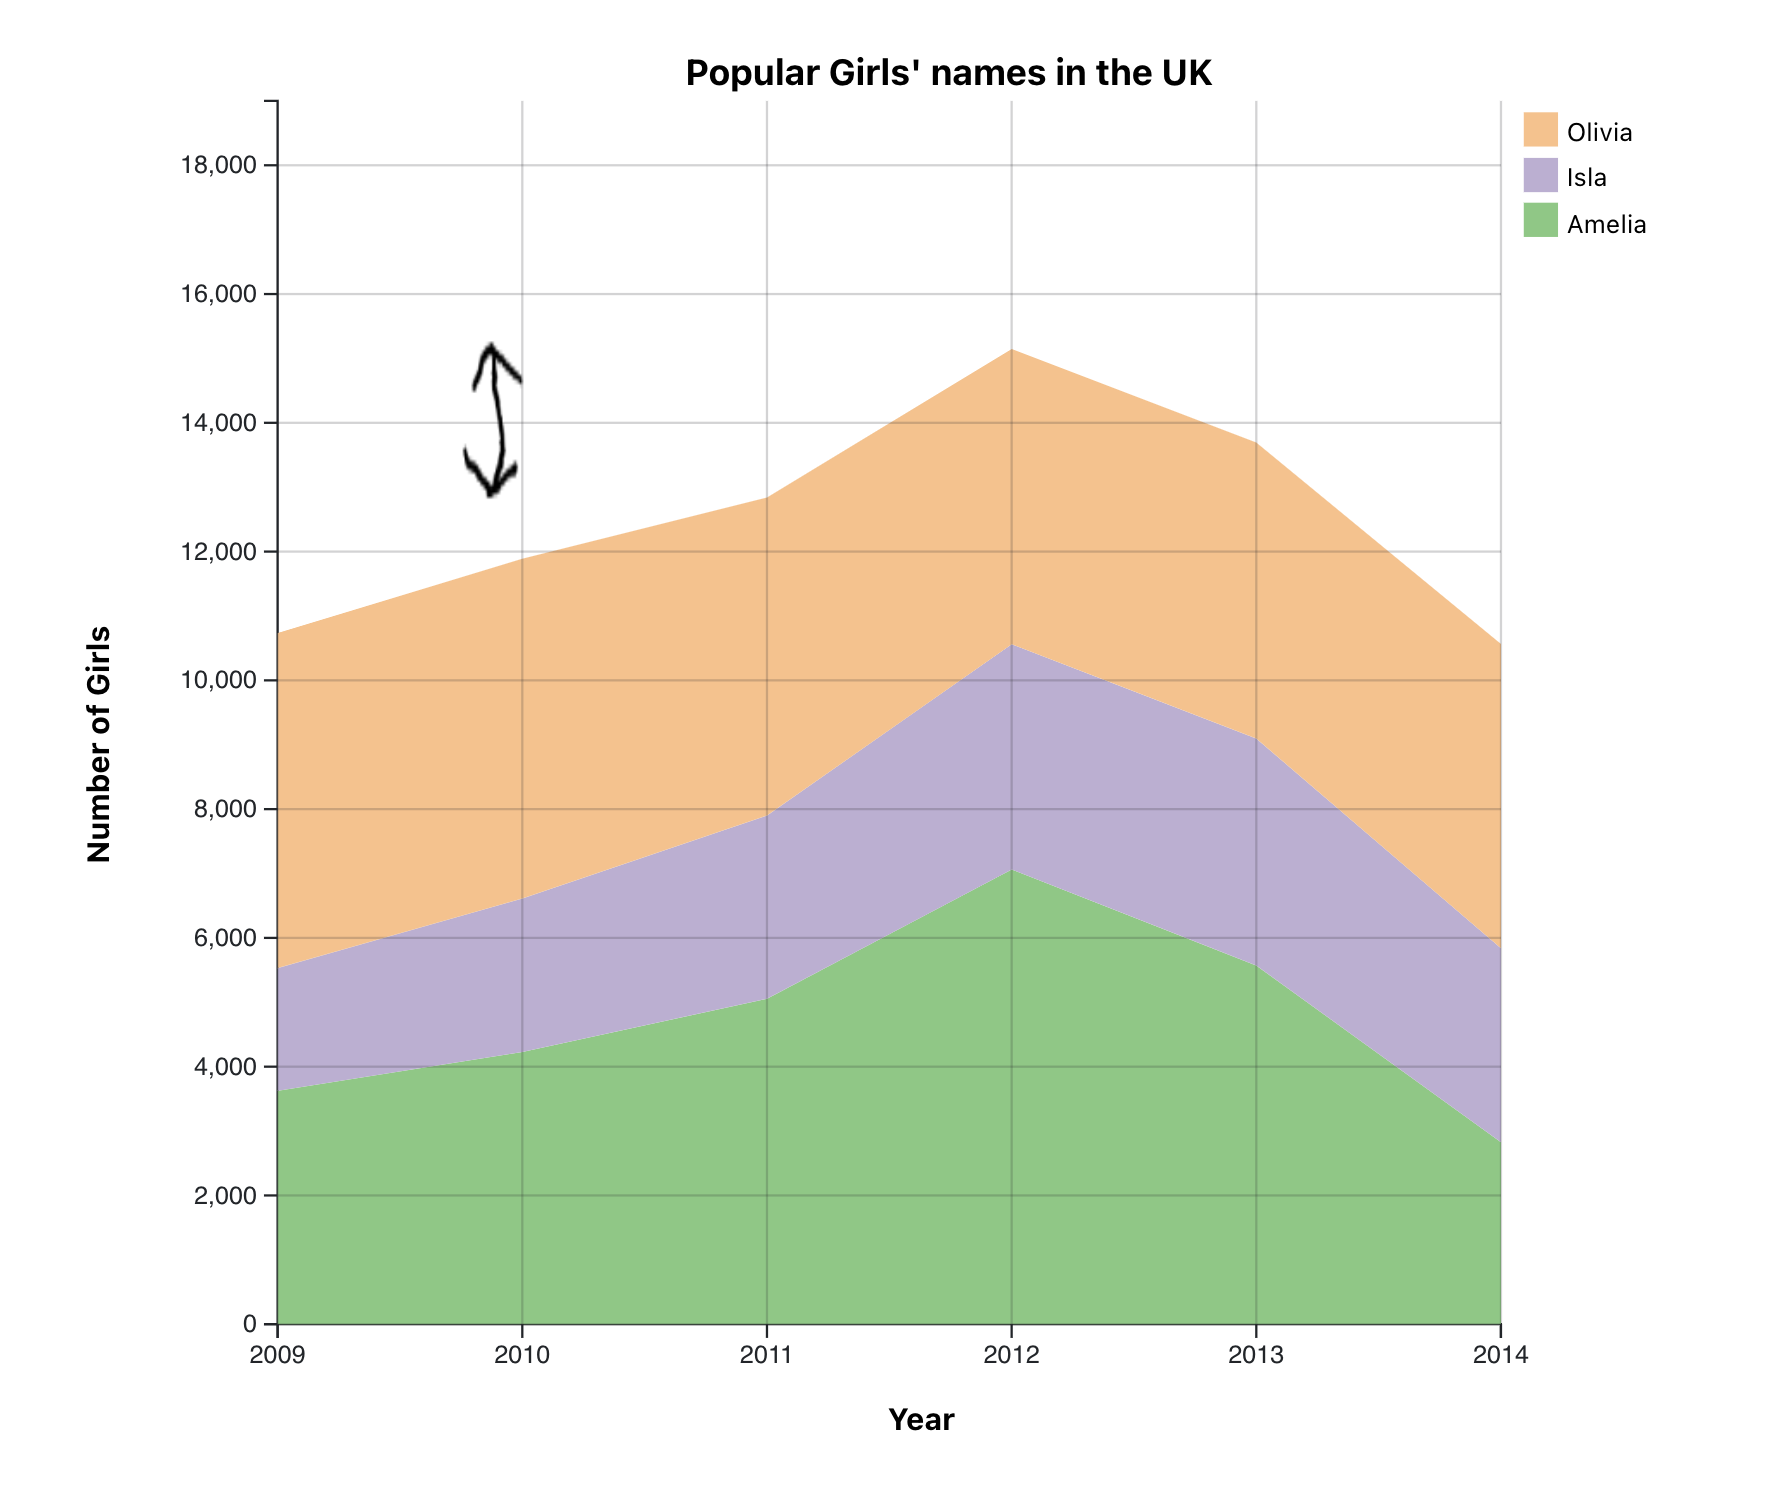 Popular Girls' names in the UK
Olivia
Isla
Amelia
18,000
16,000
14,000
12,000
10,000
8,000
6,000
4,000
2,000
0
Number of Girls
2009 2010 2011 2012 2013 2014
Year